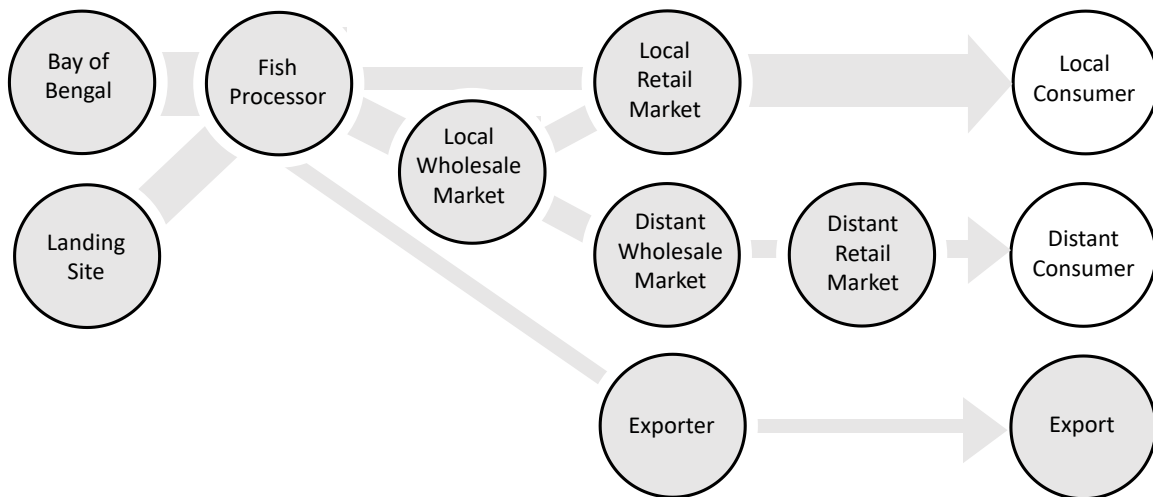 Bay of
Bengal
Fish
Processor
Local
Retail
Market
Local
Consumer
Local
Wholesale
Market
Landing
Site
Distant
Wholesale
Market
Distant
Retail
Market
Distant
Consumer
Exporter
Export